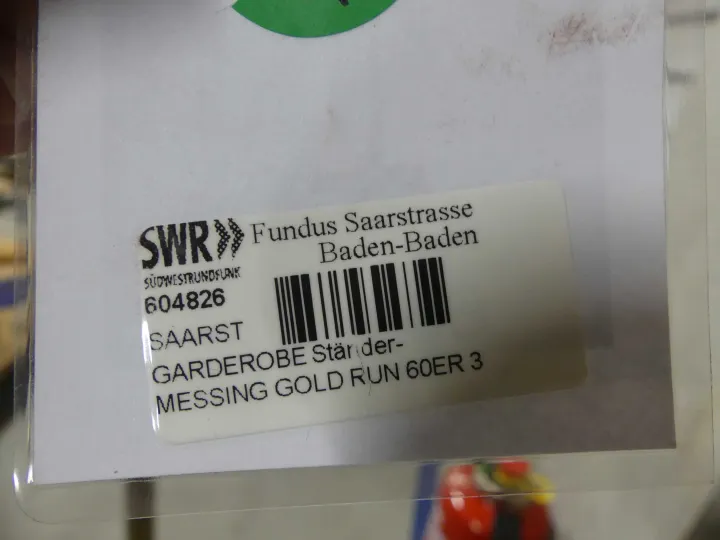 SWR» Fundus Saarstrasse
Baden-Baden
SÜDWESTRUNDFUNK
604826
SAARST
GARDEROBE Ständer-
MESSING GOLD RUN 60ER 3